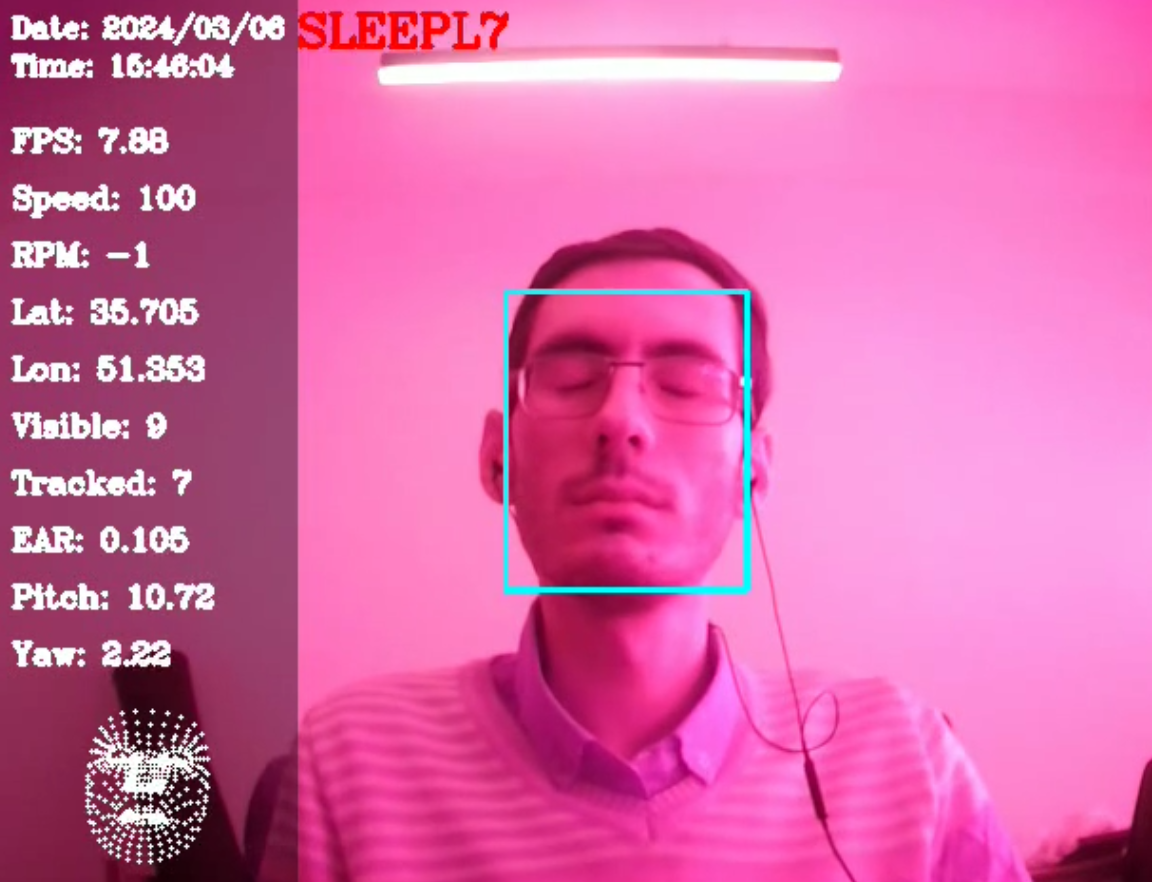 Date: 2024/03/06
SLEEPL7
Time: 15:46:04
FPS: 7.88
Speed: 100
RPM: -1
Lat: 35.705
Lon: 51.353
Visible: 9
Tracked: 7
EAR: 0.105
Pitch: 10.72
Yaw: 2.22